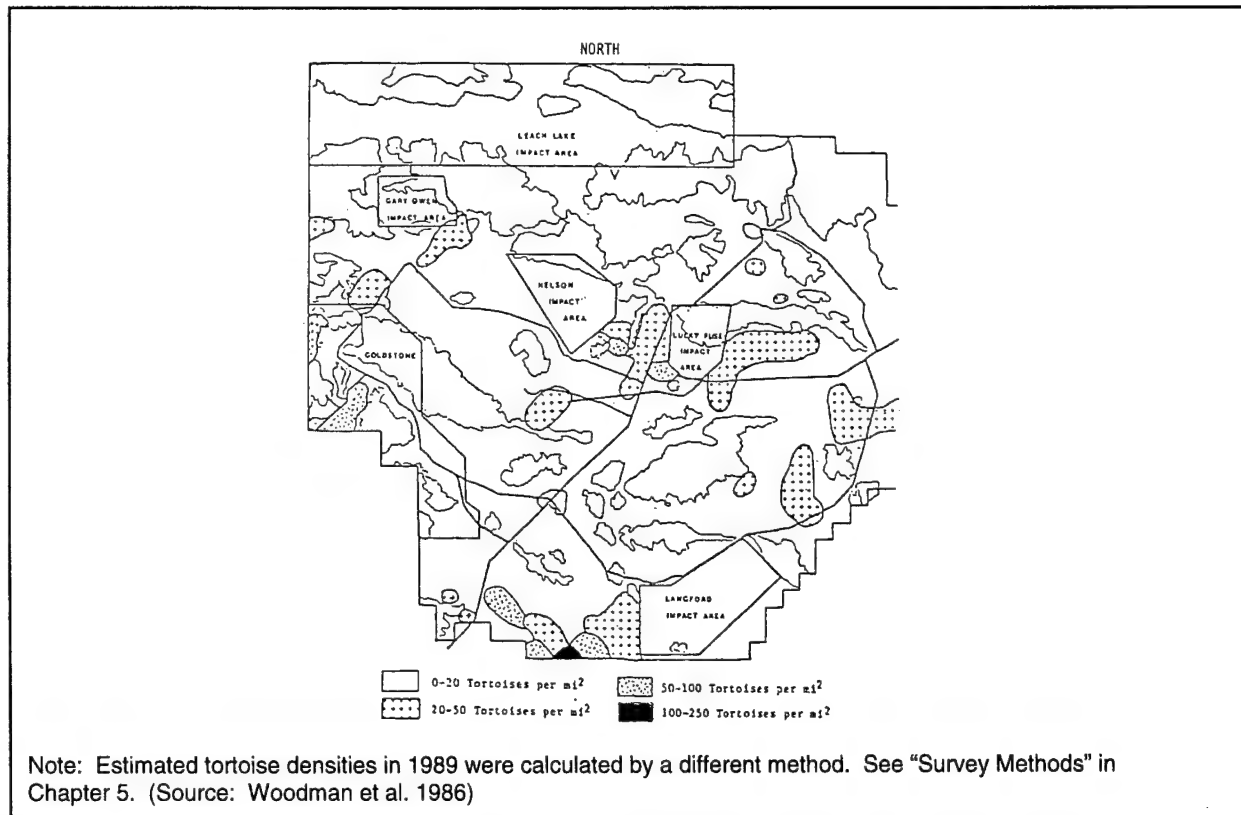 NORTH
LEACH LAKE
IMPACT AREA
GARY OWEN
IMPACT AREA
NELSON
IMPACT
AREA
LUCKY FUSE
IMPACT
AREA
GOLDSTONE
LANGFORD
IMPACT AREA
0-20 Tortoises per mi²
50-100 Tortoises per mi²
20-50 Tortoises per mi²
100-250 Tortoises per mi²
Note: Estimated tortoise densities in 1989 were calculated by a different method. See “Survey Methods” in
Chapter 5. (Source: Woodman et al. 1986)